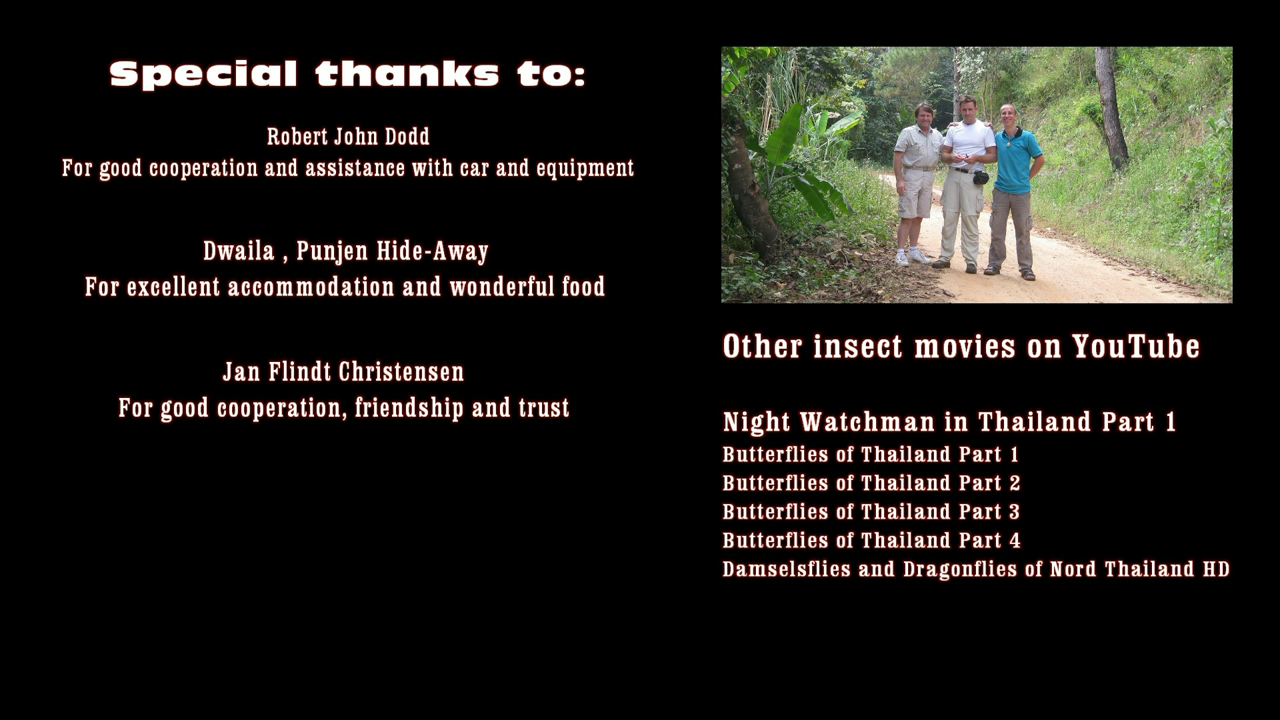 Special thanks to:
Robert John Dodd
For good cooperation and assistance with car and equipment
Dwaila , Punjen Hide-Away
For excellent accommodation and wonderful food
Jan Flindt Christensen
For good cooperation, friendship and trust
Other insect movies on YouTube
Night Watchman in Thailand Part 1
Butterflies of Thailand Part 1
Butterflies of Thailand Part 2
Butterflies of Thailand Part 3
Butterflies of Thailand Part 4
Damselsflies and Dragonflies of Nord Thailand HD